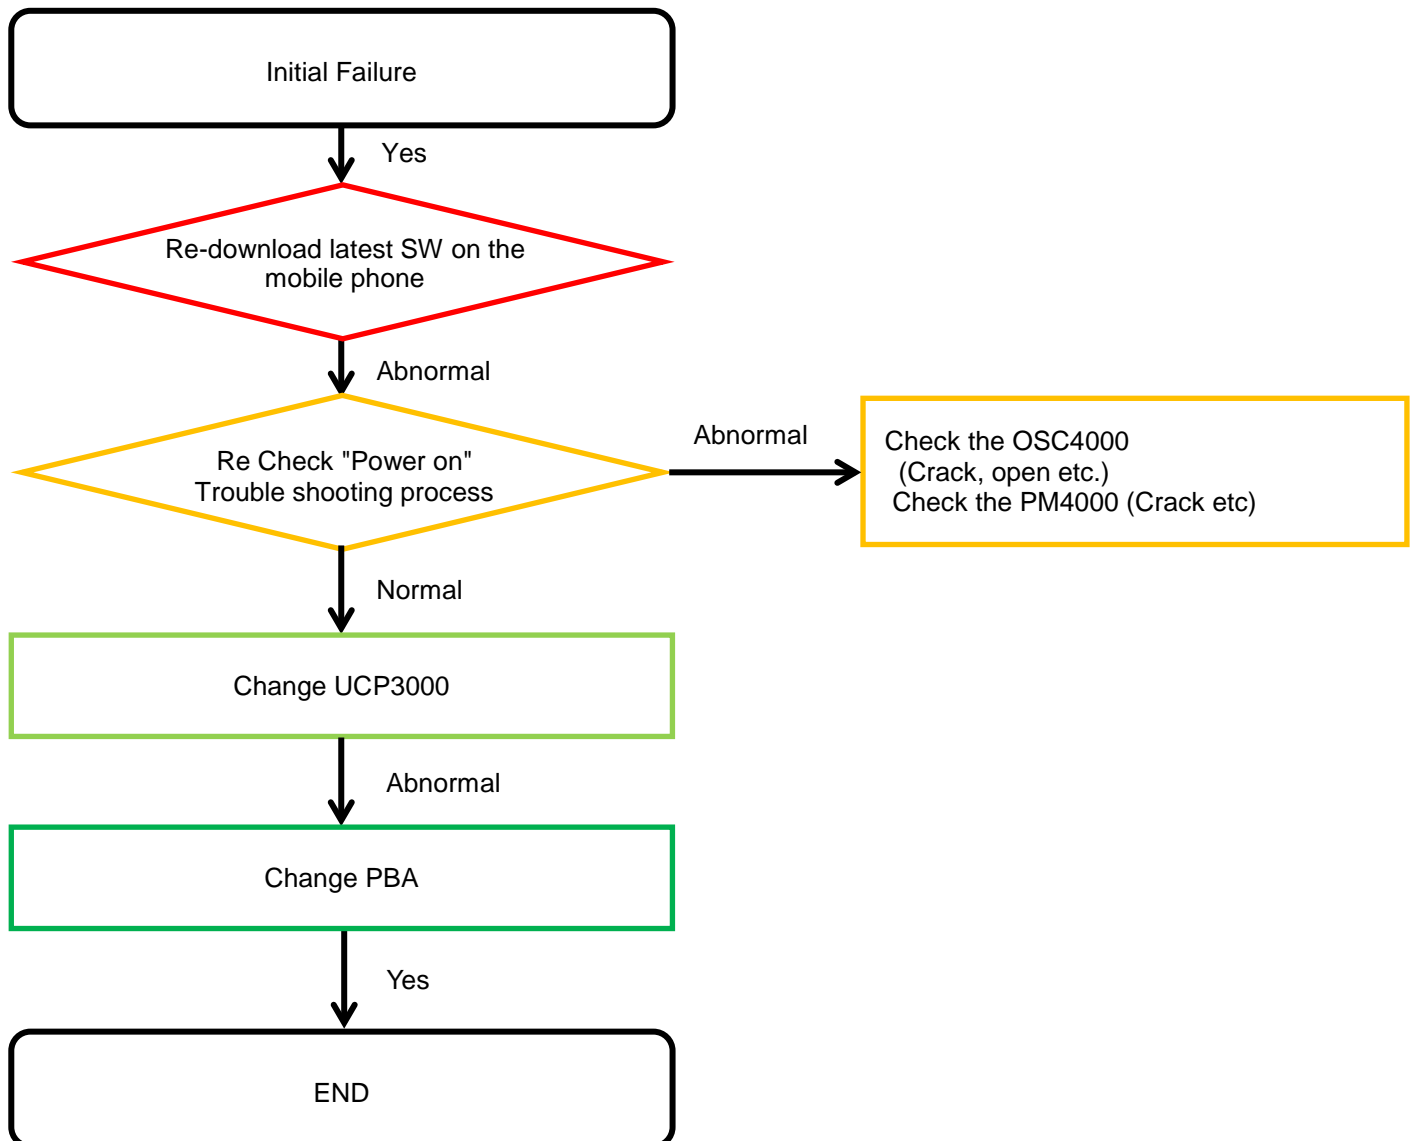 Initial Failure
Yes
Re-download latest SW on the
mobile phone
Abnormal
Re Check "Power on"
Trouble shooting process
Abnormal
Check the OSC4000
(Crack, open etc.)
Check the PM4000 (Crack etc)
Normal
Change UCP3000
Abnormal
Change PBA
Yes
END